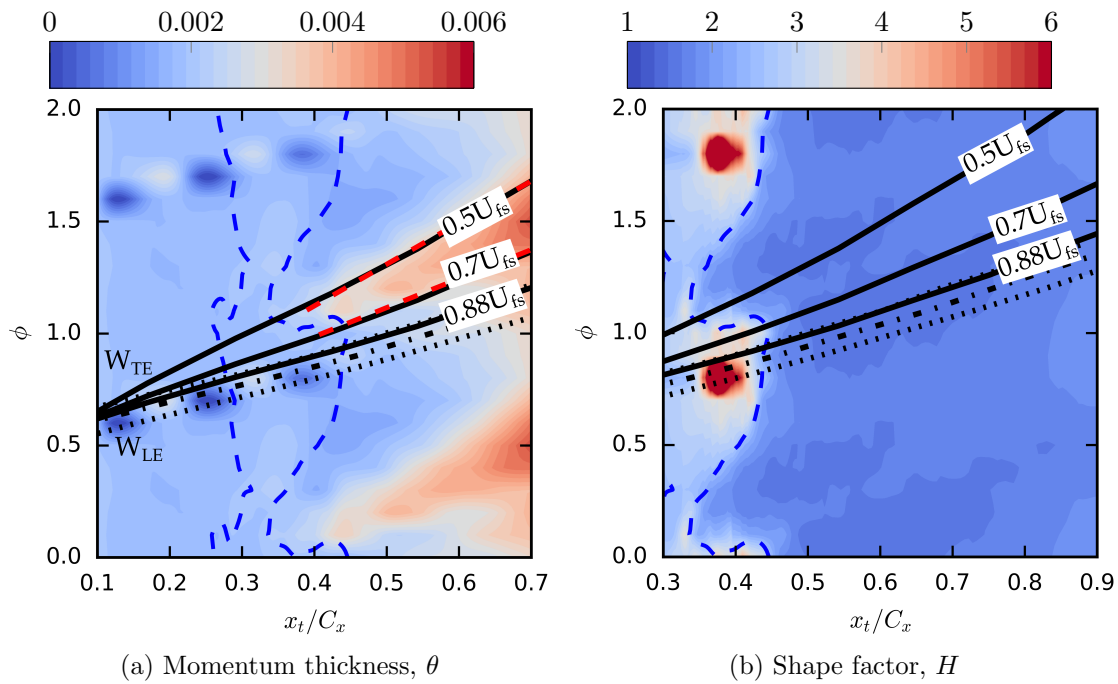 0 0.002 0.004 0.006
1 2 3 4 5 6
2.0
1.5
ϕ 1.0
0.5
0.0
0.1 0.2 0.3 0.4 0.5 0.6 0.7
x_t/C_x
W_TE
W_LE
0.5U_fs
0.7U_fs
0.88U_fs
(a) Momentum thickness, θ
2.0
1.5
ϕ 1.0
0.5
0.0
0.3 0.4 0.5 0.6 0.7 0.8 0.9
x_t/C_x
0.5U_fs
0.7U_fs
0.88U_fs
(b) Shape factor, H